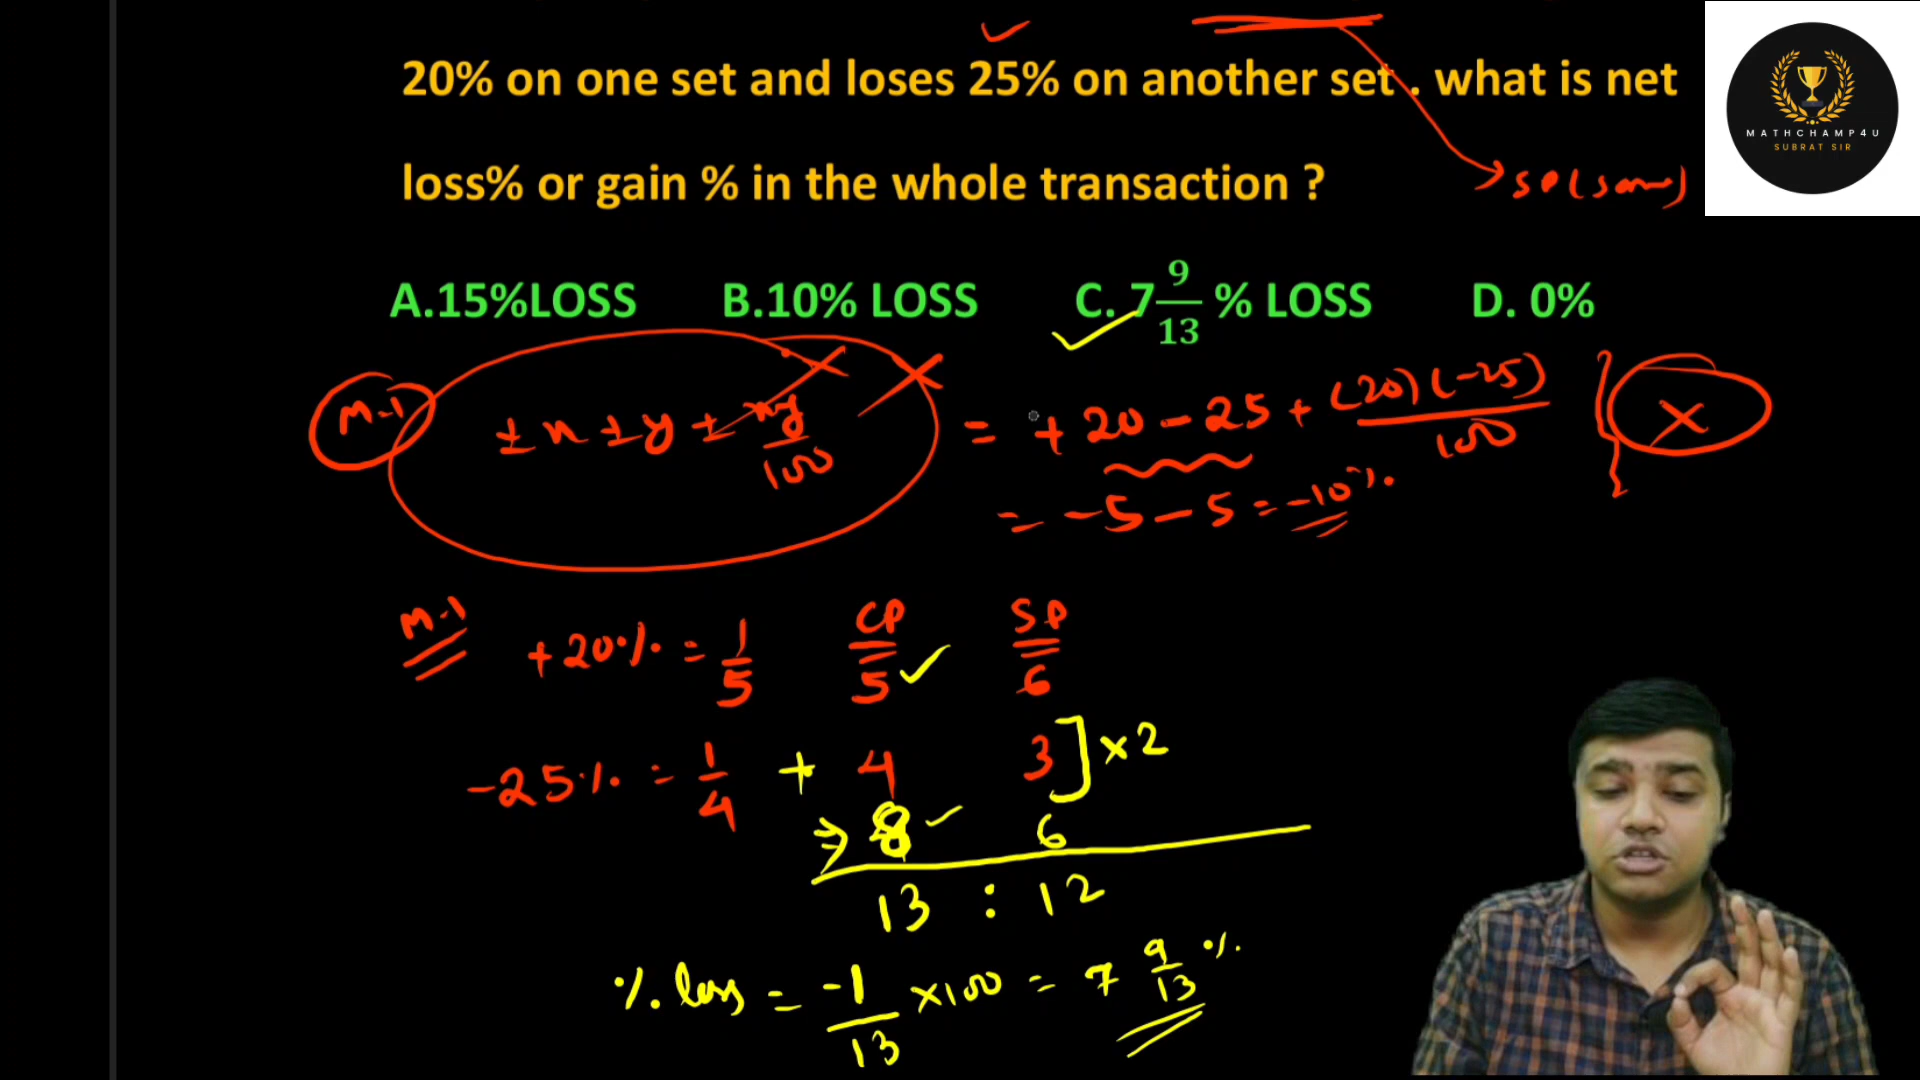 20% on one set and loses 25% on another set . what is net
loss% or gain % in the whole transaction ?
SP (same)
MATHCHAMP4U
SUBRAT SIR
A.15%LOSS B.10% LOSS C. 7 9/13 % LOSS D. 0%
M-1 ±x ±y ± xy/100 = +20 - 25 + (20)(-25)/100
= -5 - 5 = -10%
M-1 CP SP
+20% = 1/5 5 6
-25% = 1/4 + 4 3 ] ×2
→ 8 6
13 : 12
% loss = -1/13 ×100 = 7 9/13 %